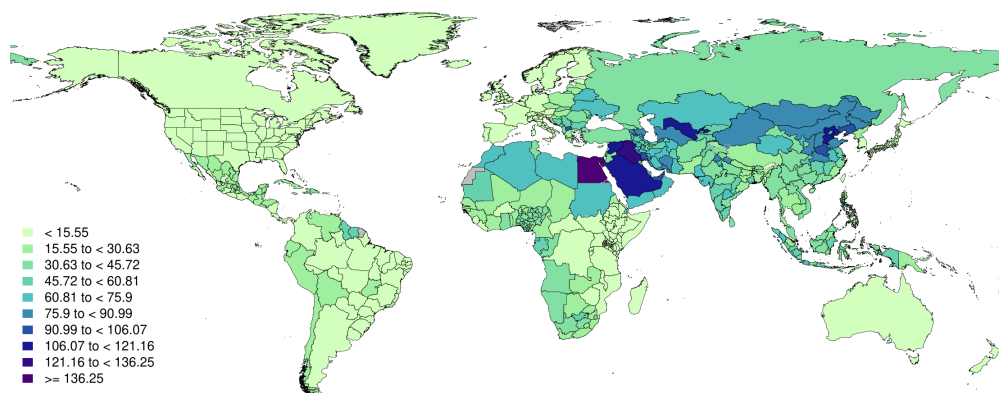 < 15.55
15.55 to < 30.63
30.63 to < 45.72
45.72 to < 60.81
60.81 to < 75.9
75.9 to < 90.99
90.99 to < 106.07
106.07 to < 121.16
121.16 to < 136.25
>= 136.25